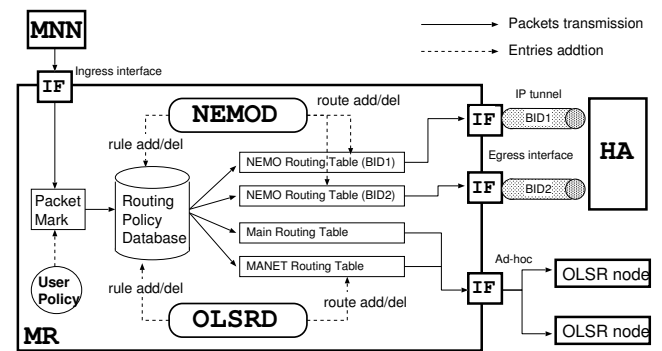 MNN
Packets transmission
Entries addtion
Ingress interface
IF
NEMOD
route add/del
rule add/del
IP tunnel
IF
BID1
HA
NEMO Routing Table (BID1)
Egress interface
NEMO Routing Table (BID2)
IF
BID2
Packet
Mark
Routing
Policy
Database
Main Routing Table
MANET Routing Table
Ad-hoc
IF
OLSR node
User
Policy
rule add/del
route add/del
OLSRD
OLSR node
MR